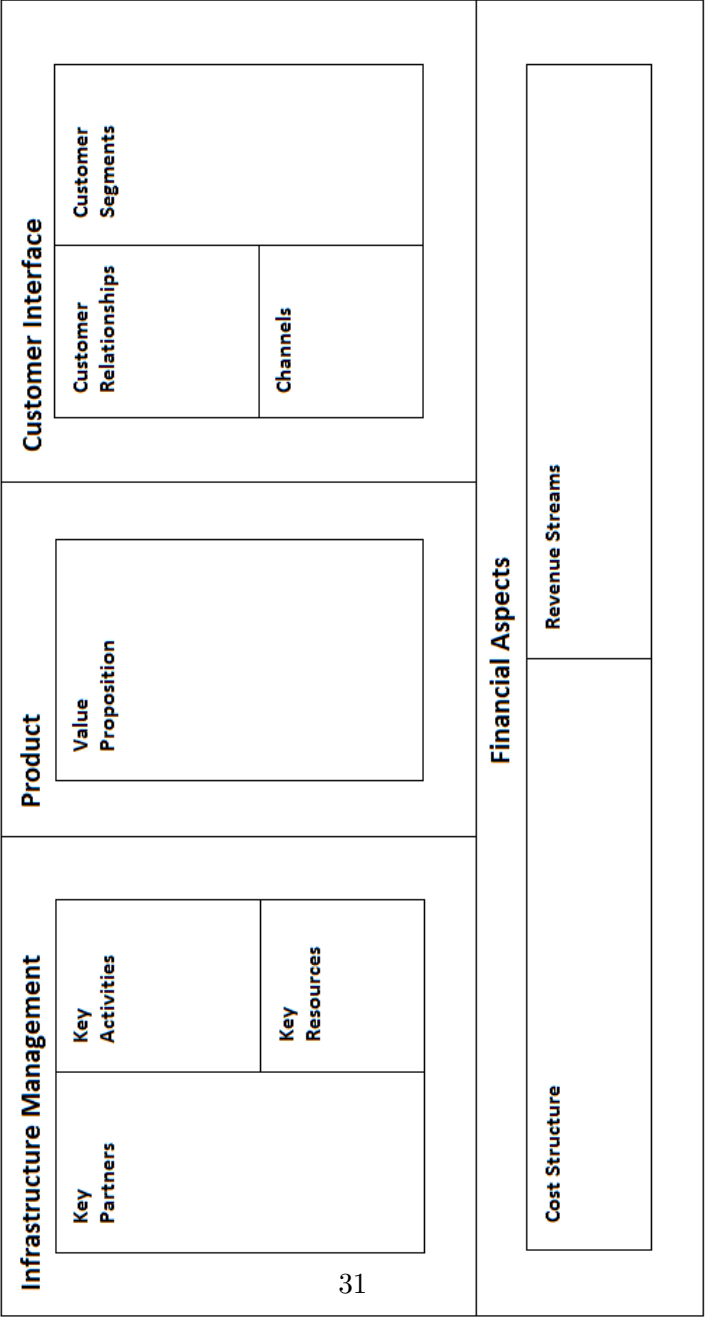 Infrastructure Management
Key
Partners
Key
Activities
Key
Resources
Product
Value
Proposition
Customer Interface
Customer
Relationships
Channels
Customer
Segments
Financial Aspects
Cost Structure
Revenue Streams
31